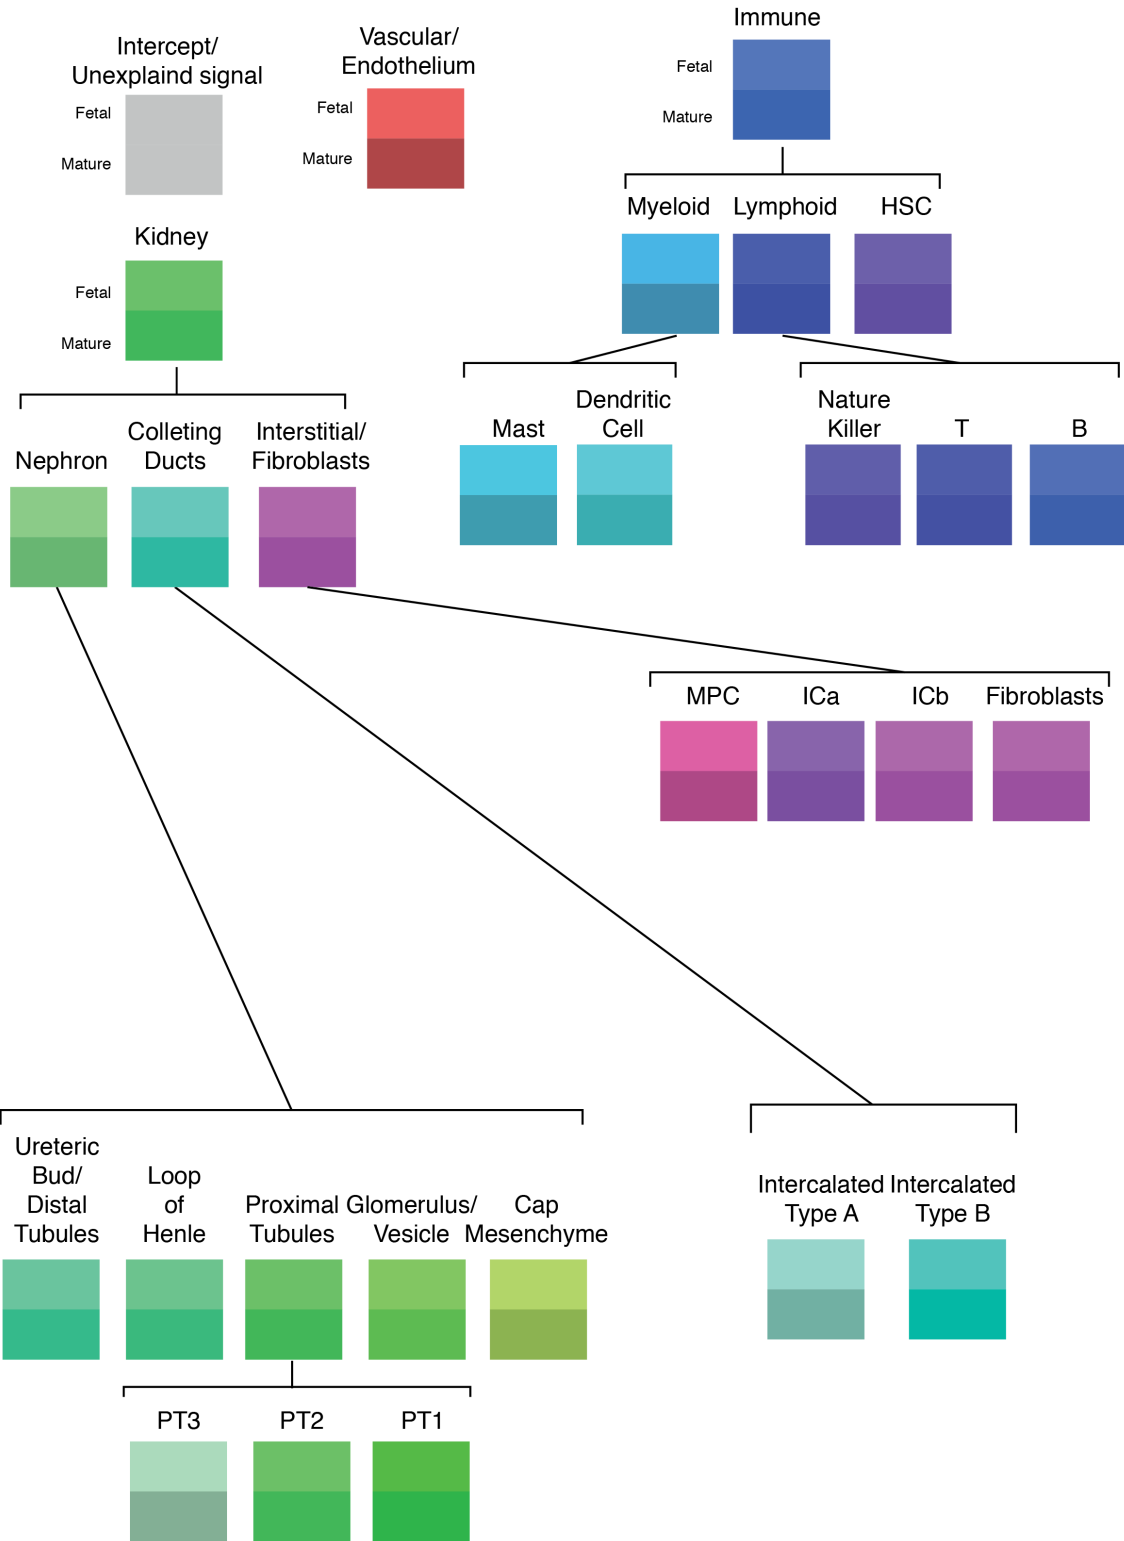 Intercept/
Unexplaind signal
Fetal
Mature
Vascular/
Endothelium
Fetal
Mature
Immune
Fetal
Mature
Myeloid
Lymphoid
HSC
Kidney
Fetal
Mature
Mast
Dendritic
Cell
Nature
Killer
T
B
Nephron
Colleting
Ducts
Interstitial/
Fibroblasts
MPC
ICa
ICb
Fibroblasts
Ureteric
Bud/
Distal
Tubules
Loop
of
Henle
Proximal
Tubules
Glomerulus/
Vesicle
Cap
Mesenchyme
Intercalated
Type A
Intercalated
Type B
PT3
PT2
PT1